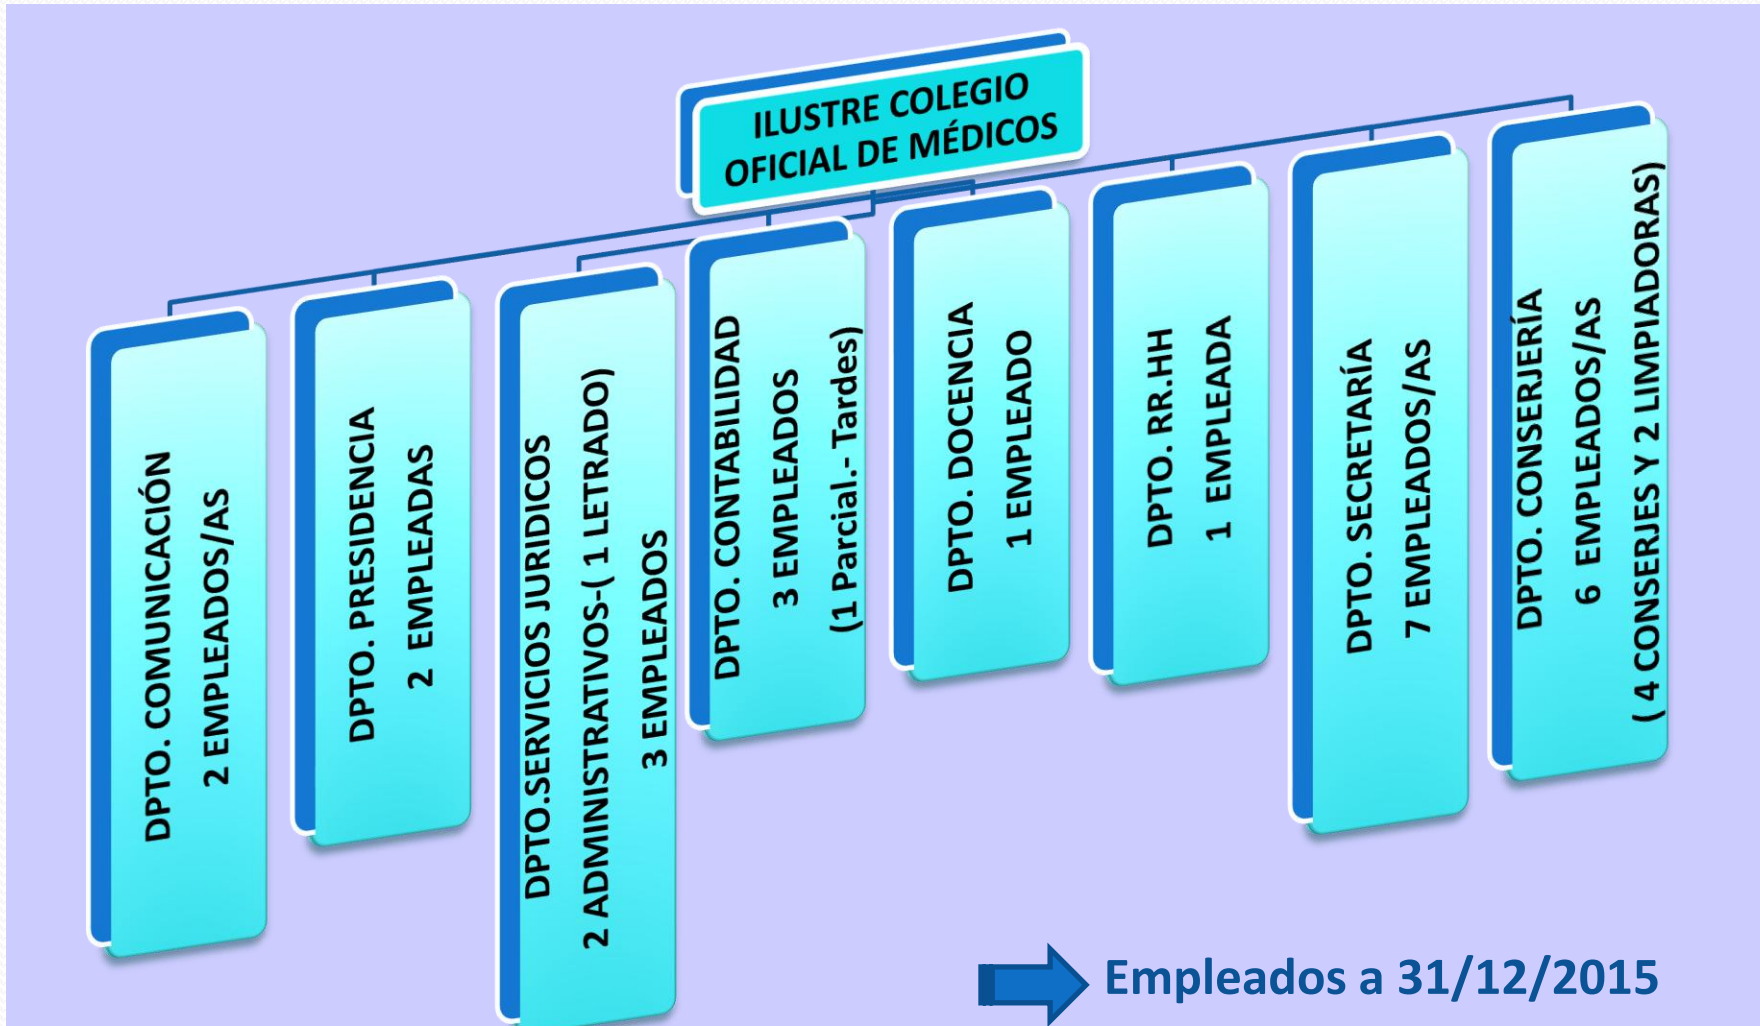 ILUSTRE COLEGIO
OFICIAL DE MÉDICOS
DPTO. COMUNICACIÓN
2 EMPLEADOS/AS
DPTO. PRESIDENCIA
2 EMPLEADAS
DPTO.SERVICIOS JURIDICOS
2 ADMINISTRATIVOS-( 1 LETRADO)
3 EMPLEADOS
DPTO. CONTABILIDAD
3 EMPLEADOS
(1 Parcial.- Tardes)
DPTO. DOCENCIA
1 EMPLEADO
DPTO. RR.HH
1 EMPLEADA
DPTO. SECRETARÍA
7 EMPLEADOS/AS
DPTO. CONSERJERÍA
6 EMPLEADOS/AS
( 4 CONSERJES Y 2 LIMPIADORAS)
Empleados a 31/12/2015